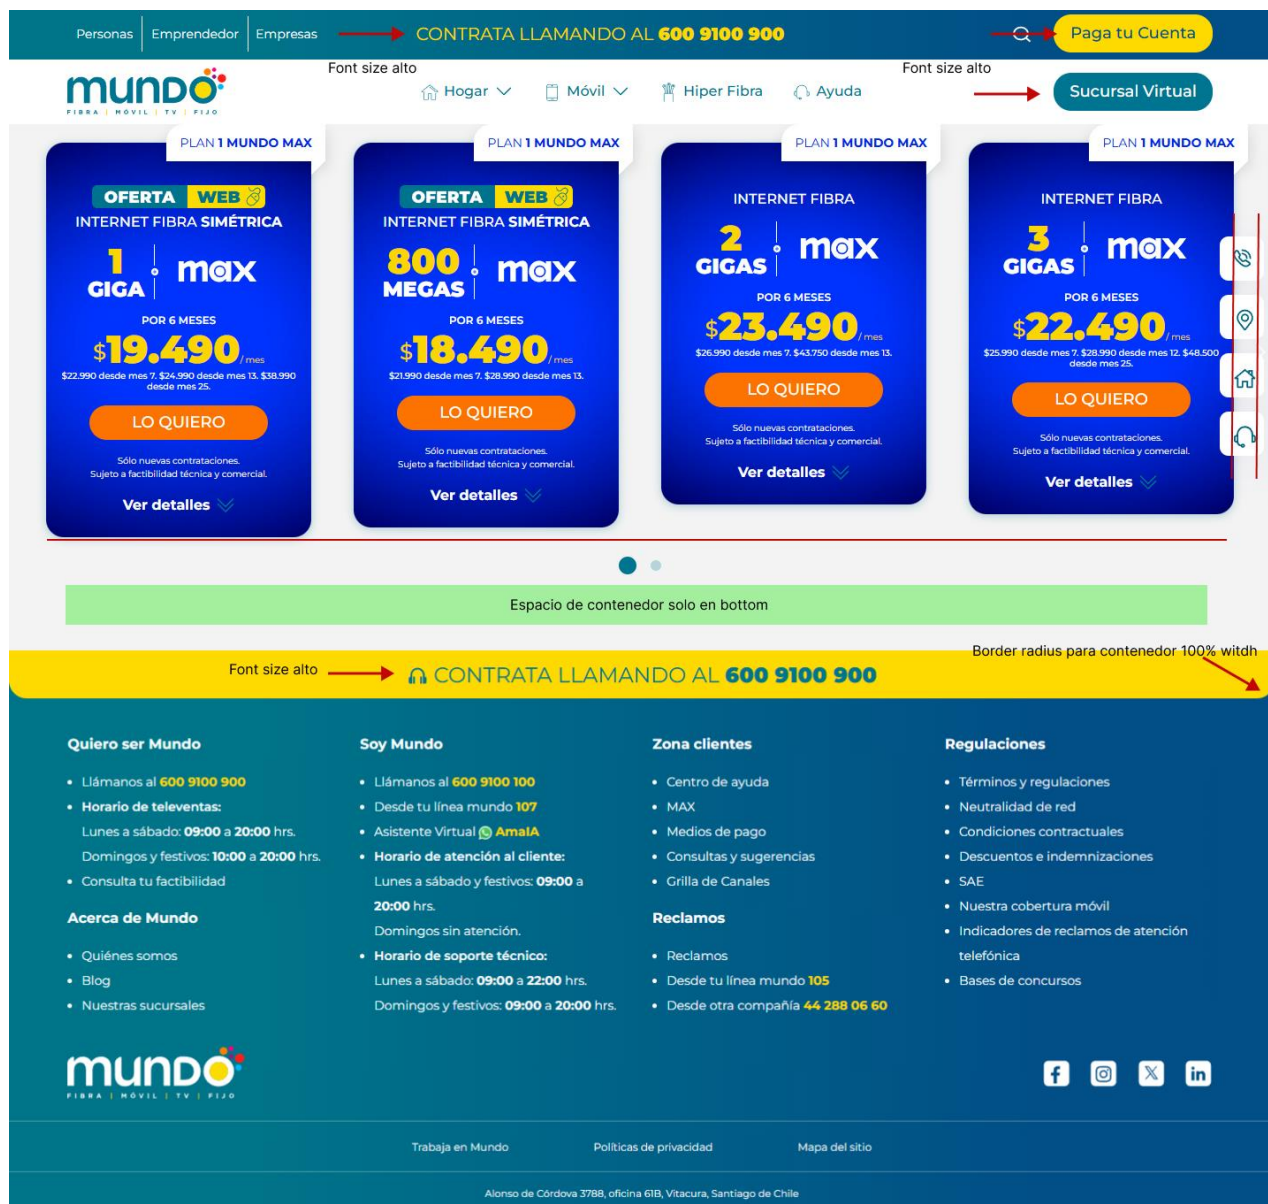 Personas
Emprendedor
Empresas
CONTRATA LLAMANDO AL 600 9100 900
Paga tu Cuenta
Font size alto
Font size alto
mundo
FIBRA | MÓVIL | TV | FIJO
Hogar
Móvil
Hiper Fibra
Ayuda
Sucursal Virtual
PLAN 1 MUNDO MAX
OFERTA WEB
INTERNET FIBRA SIMÉTRICA
1
GIGA
max
POR 6 MESES
$19.490/mes
$22.990 desde mes 7. $24.990 desde mes 13. $38.990
desde mes 25.
LO QUIERO
Sólo nuevas contrataciones.
Sujeto a factibilidad técnica y comercial.
Ver detalles
PLAN 1 MUNDO MAX
OFERTA WEB
INTERNET FIBRA SIMÉTRICA
800
MEGAS
max
POR 6 MESES
$18.490/mes
$21.990 desde mes 7. $28.990 desde mes 13.
LO QUIERO
Sólo nuevas contrataciones.
Sujeto a factibilidad técnica y comercial.
Ver detalles
PLAN 1 MUNDO MAX
INTERNET FIBRA
2
GIGAS
max
POR 6 MESES
$23.490/mes
$26.990 desde mes 7. $43.750 desde mes 13.
LO QUIERO
Sólo nuevas contrataciones.
Sujeto a factibilidad técnica y comercial.
Ver detalles
PLAN 1 MUNDO MAX
INTERNET FIBRA
3
GIGAS
max
POR 6 MESES
$22.490/mes
$25.990 desde mes 7. $28.990 desde mes 12. $48.500
desde mes 25.
LO QUIERO
Sólo nuevas contrataciones.
Sujeto a factibilidad técnica y comercial.
Ver detalles
Espacio de contenedor solo en bottom
Border radius para contenedor 100% witdh
Font size alto
CONTRATA LLAMANDO AL 600 9100 900
Quiero ser Mundo
• Llámanos al 600 9100 900
• Horario de televentas:
Lunes a sábado: 09:00 a 20:00 hrs.
Domingos y festivos: 10:00 a 20:00 hrs.
• Consulta tu factibilidad
Acerca de Mundo
• Quiénes somos
• Blog
• Nuestras sucursales
Soy Mundo
• Llámanos al 600 9100 100
• Desde tu línea mundo 107
• Asistente Virtual AmaIA
• Horario de atención al cliente:
Lunes a sábado y festivos: 09:00 a
20:00 hrs.
Domingos sin atención.
• Horario de soporte técnico:
Lunes a sábado: 09:00 a 22:00 hrs.
Domingos y festivos: 09:00 a 20:00 hrs.
Zona clientes
• Centro de ayuda
• MAX
• Medios de pago
• Consultas y sugerencias
• Grilla de Canales
Reclamos
• Reclamos
• Desde tu línea mundo 105
• Desde otra compañía 44 288 06 60
Regulaciones
• Términos y regulaciones
• Neutralidad de red
• Condiciones contractuales
• Descuentos e indemnizaciones
• SAE
• Nuestra cobertura móvil
• Indicadores de reclamos de atención
telefónica
• Bases de concursos
mundo
FIBRA | MÓVIL | TV | FIJO
Trabaja en Mundo
Políticas de privacidad
Mapa del sitio
Alonso de Córdova 3788, oficina 61B, Vitacura, Santiago de Chile